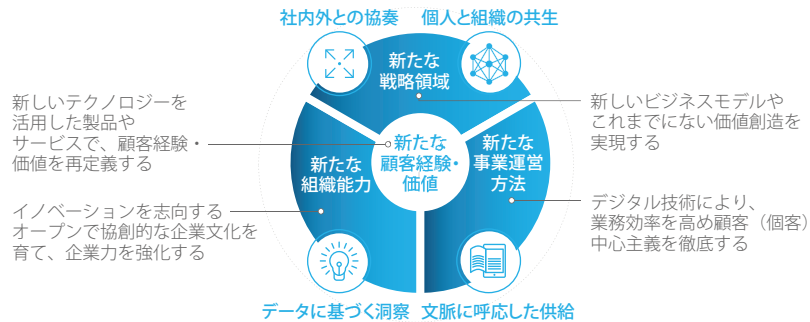 社内外との協奏
個人と組織の共生
新たな
戦略領域
新しいテクノロジーを
活用した製品や
サービスで、顧客経験・
価値を再定義する
新しいビジネスモデルや
これまでにない価値創造を
実現する
新たな
顧客経験・
価値
新たな
組織能力
新たな
事業運営
方法
イノベーションを志向する
オープンで協創的な企業文化を
育て、企業力を強化する
デジタル技術により、
業務効率を高め顧客（個客）
中心主義を徹底する
データに基づく洞察
文脈に呼応した供給